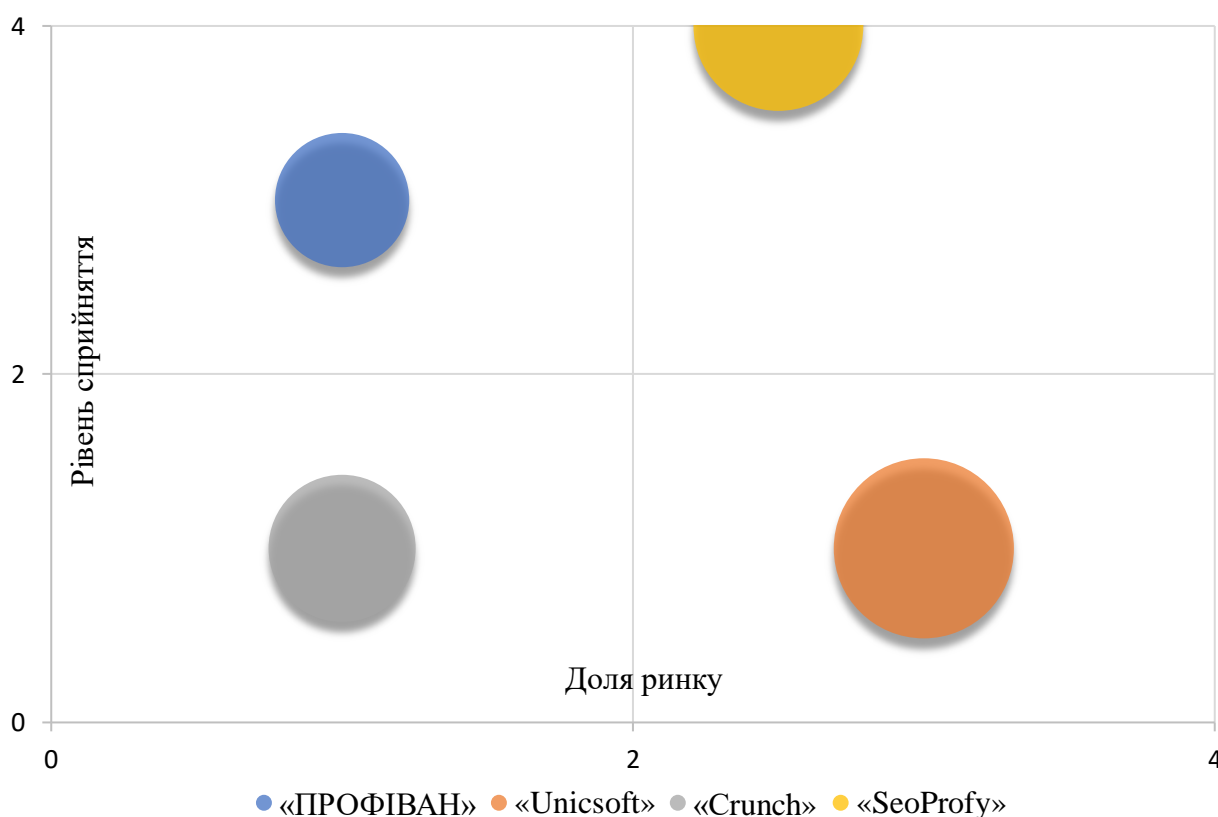 4
2
0
Рівень сприйняття
Доля ринку
0 2 4
«ПРОФІВАН» «Unicsoft» «Crunch» «SeoProfy»